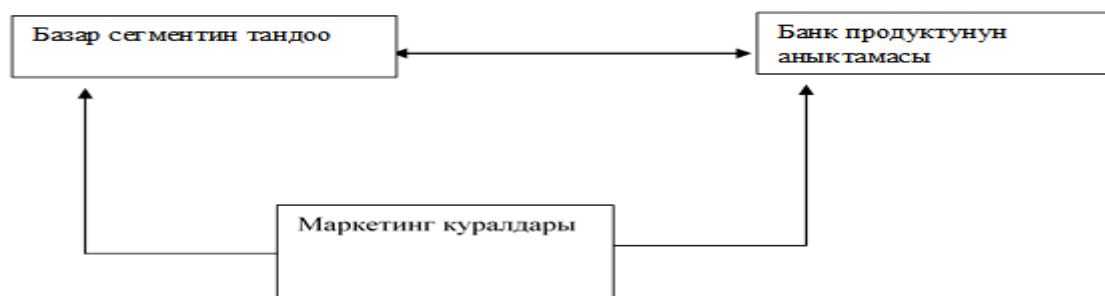 Базар сегментин тандоо
Банк продуктунун
аныктамасы
Маркетинг куралдары